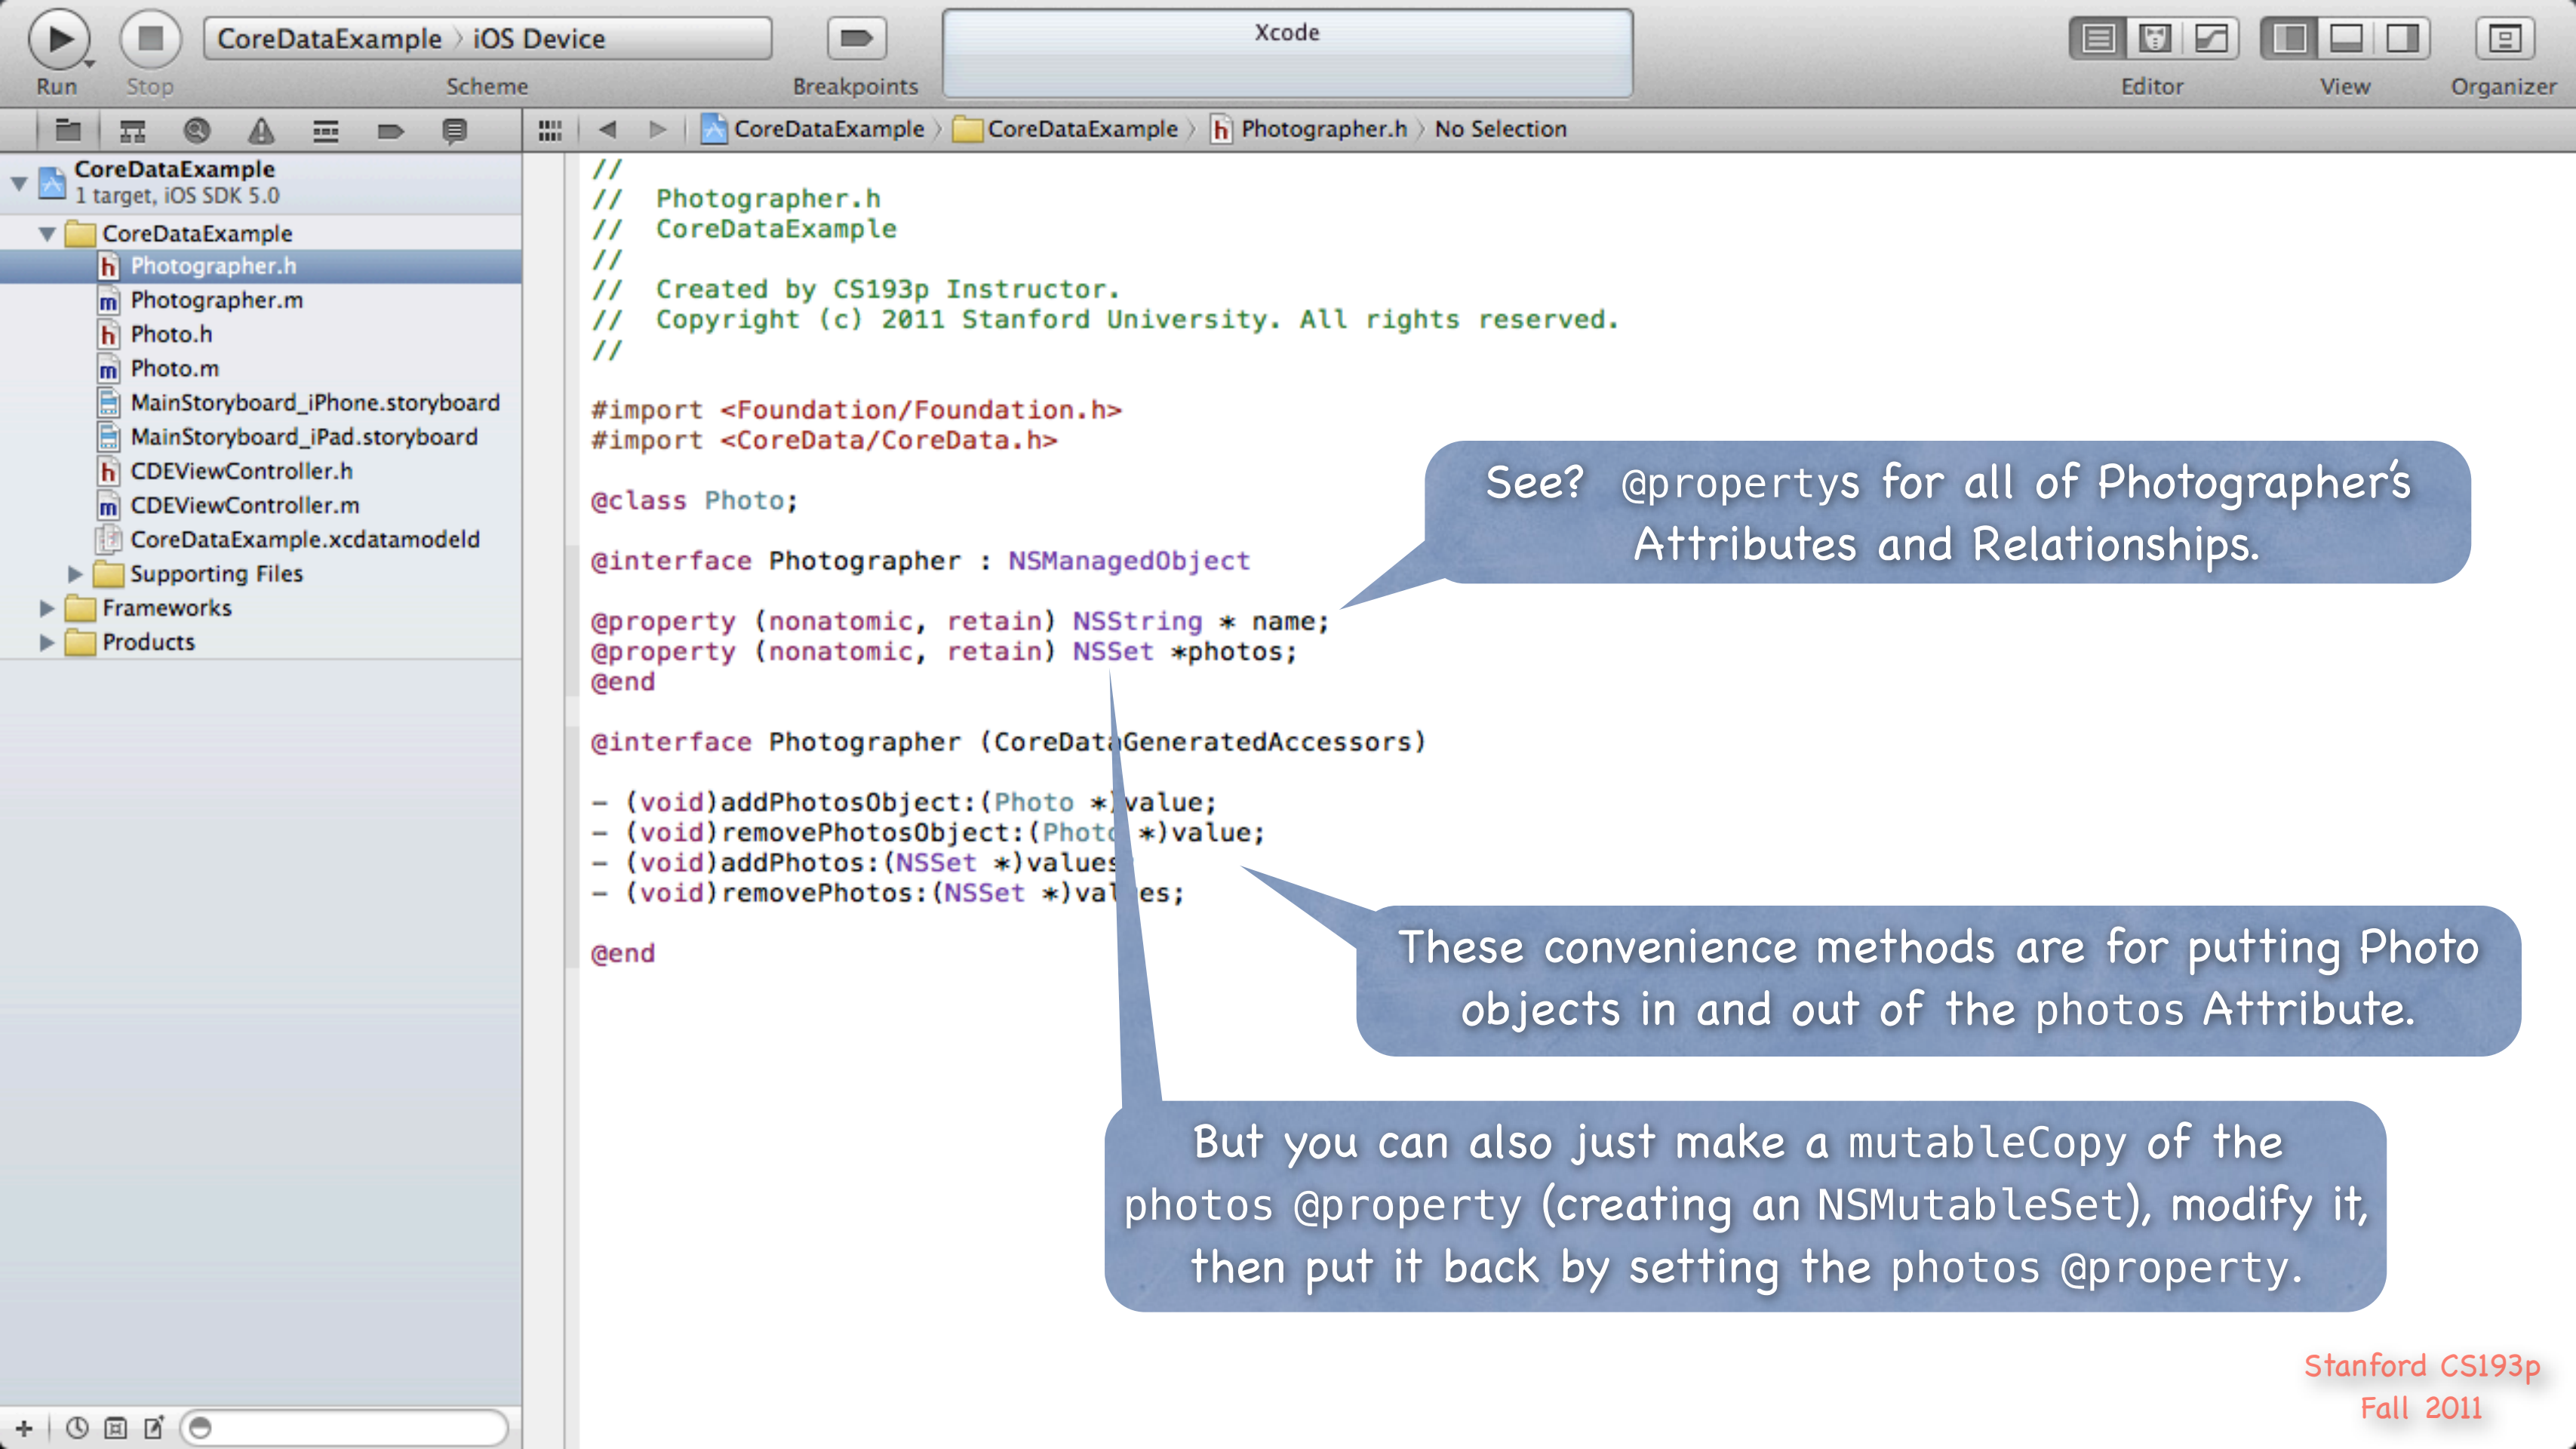 Xcode
CoreDataExample › iOS Device
Run Stop Scheme Breakpoints Editor View Organizer
CoreDataExample › CoreDataExample › Photographer.h › No Selection
CoreDataExample
1 target, iOS SDK 5.0
CoreDataExample
Photographer.h
Photographer.m
Photo.h
Photo.m
MainStoryboard_iPhone.storyboard
MainStoryboard_iPad.storyboard
CDEViewController.h
CDEViewController.m
CoreDataExample.xcdatamodeld
Supporting Files
Frameworks
Products
//
//  Photographer.h
//  CoreDataExample
//
//  Created by CS193p Instructor.
//  Copyright (c) 2011 Stanford University. All rights reserved.
//
#import <Foundation/Foundation.h>
#import <CoreData/CoreData.h>
@class Photo;
@interface Photographer : NSManagedObject
@property (nonatomic, retain) NSString * name;
@property (nonatomic, retain) NSSet *photos;
@end
@interface Photographer (CoreDataGeneratedAccessors)
- (void)addPhotosObject:(Photo *)value;
- (void)removePhotosObject:(Photo *)value;
- (void)addPhotos:(NSSet *)values
- (void)removePhotos:(NSSet *)values;
@end
See? @propertys for all of Photographer's
Attributes and Relationships.
These convenience methods are for putting Photo
objects in and out of the photos Attribute.
But you can also just make a mutableCopy of the
photos @property (creating an NSMutableSet), modify it,
then put it back by setting the photos @property.
Stanford CS193p
Fall 2011